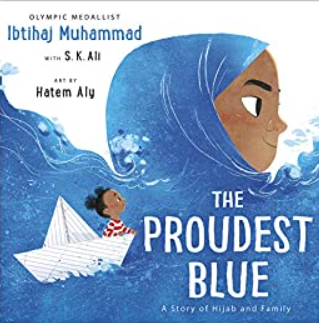 OLYMPIC MEDALLIST
Ibtihaj Muhammad
WITH S. K. Ali
ART BY
Hatem Aly
THE
PROUDEST
BLUE
A Story of Hijab and Family